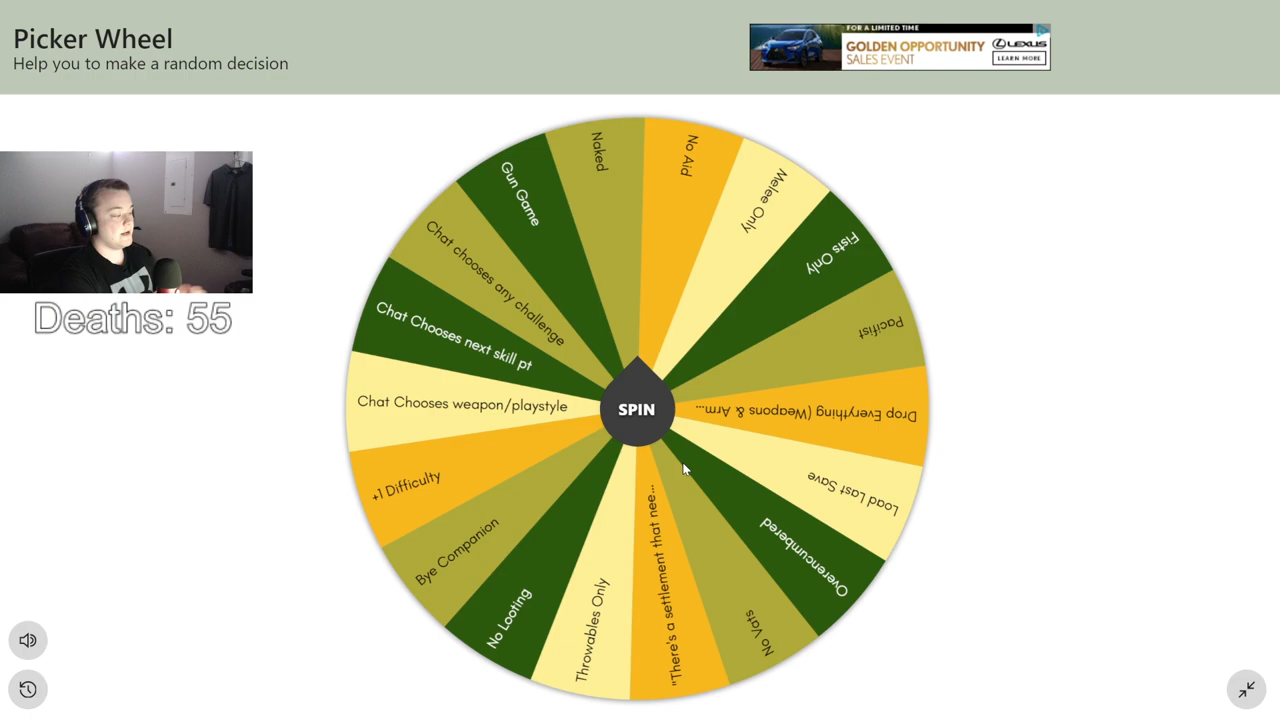 Picker Wheel
Help you to make a random decision
FOR A LIMITED TIME
GOLDEN OPPORTUNITY
SALES EVENT
LEXUS
LEARN MORE
Deaths: 55
Naked
No Aid
Melee Only
Fists Only
Pacifist
Drop Everything (Weapons & Arm...
Load Last Save
Overencumbered
No Vats
"There's a settlement that nee...
Throwables Only
No Looting
Bye Companion
+1 Difficulty
Chat Chooses weapon/playstyle
Chat Chooses next skill pt
Chat chooses any challenge
Gun Game
SPIN